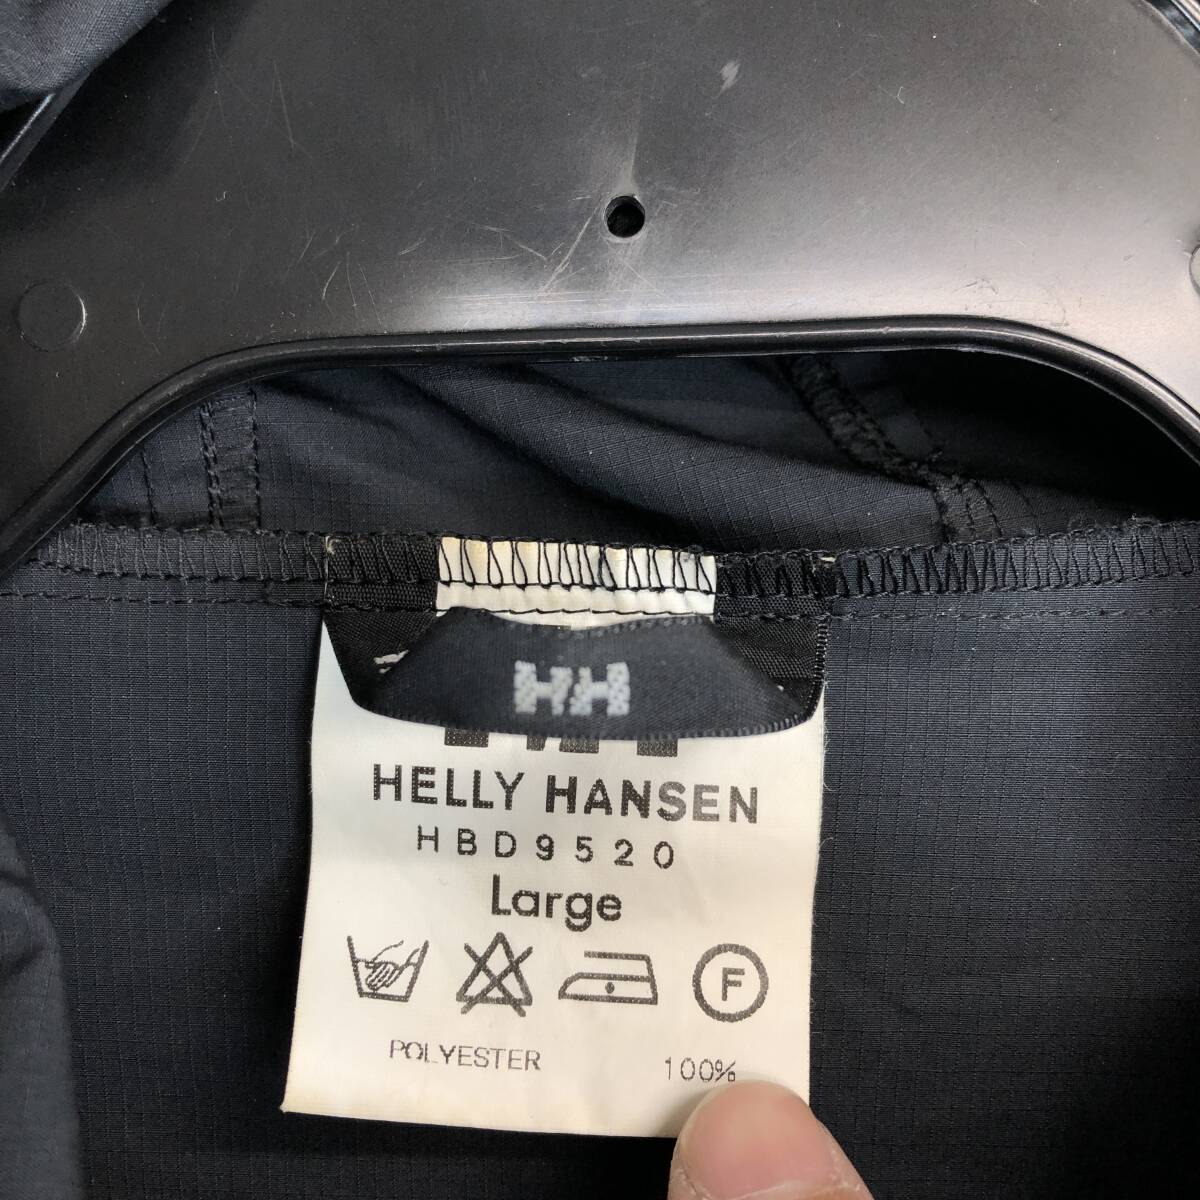 HH
HELLY HANSEN
HBD9520
Large
F
POLYESTER 100%